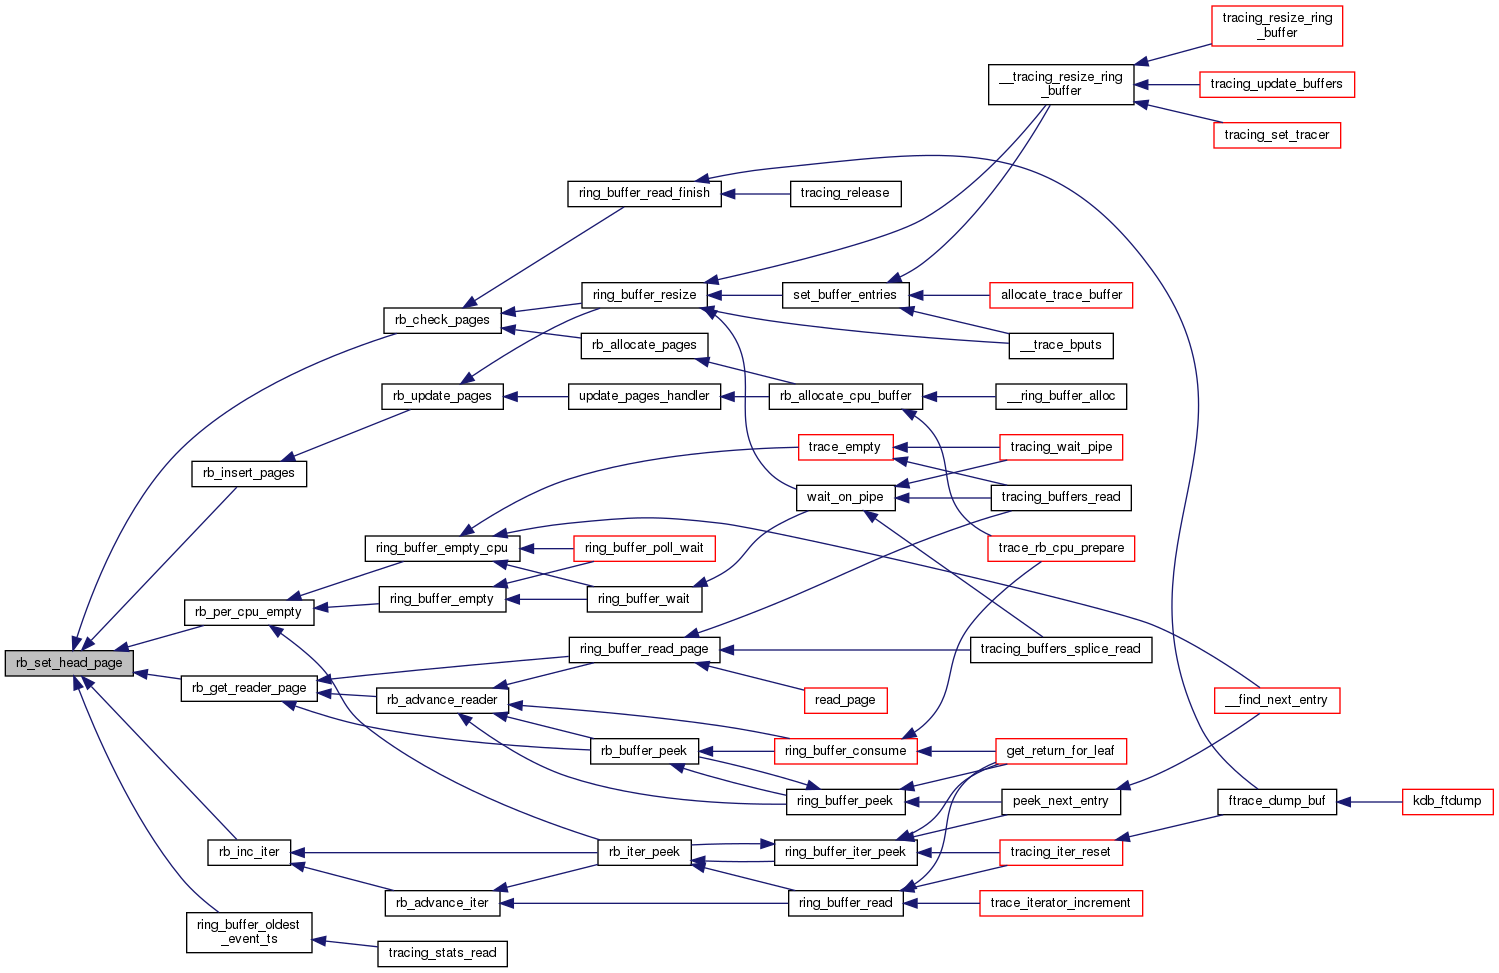 tracing_resize_ring
_buffer
__tracing_resize_ring
_buffer
tracing_update_buffers
tracing_set_tracer
ring_buffer_read_finish
tracing_release
ring_buffer_resize
set_buffer_entries
allocate_trace_buffer
rb_check_pages
rb_allocate_pages
__trace_bputs
rb_update_pages
update_pages_handler
rb_allocate_cpu_buffer
__ring_buffer_alloc
trace_empty
tracing_wait_pipe
rb_insert_pages
wait_on_pipe
tracing_buffers_read
ring_buffer_empty_cpu
ring_buffer_poll_wait
trace_rb_cpu_prepare
ring_buffer_empty
ring_buffer_wait
rb_per_cpu_empty
ring_buffer_read_page
tracing_buffers_splice_read
rb_set_head_page
rb_get_reader_page
rb_advance_reader
read_page
__find_next_entry
rb_buffer_peek
ring_buffer_consume
get_return_for_leaf
ring_buffer_peek
peek_next_entry
ftrace_dump_buf
kdb_ftdump
rb_inc_iter
rb_iter_peek
ring_buffer_iter_peek
tracing_iter_reset
rb_advance_iter
ring_buffer_read
trace_iterator_increment
ring_buffer_oldest
_event_ts
tracing_stats_read